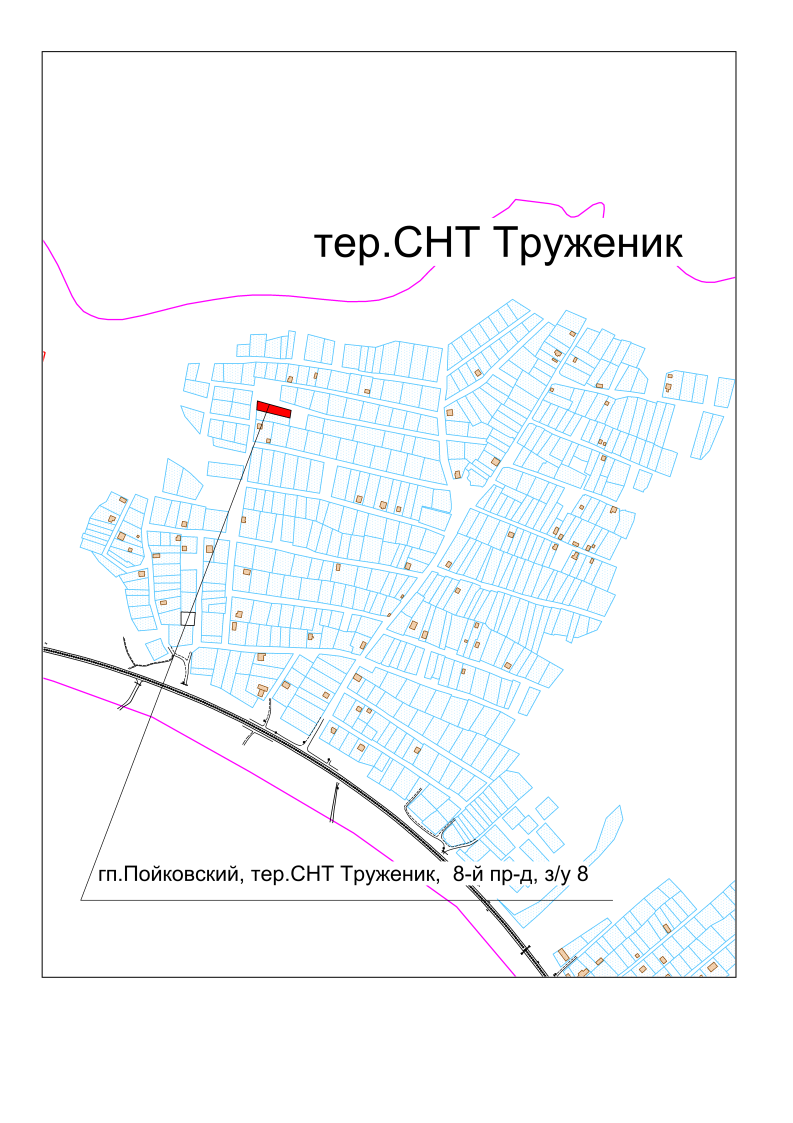 тер.СНТ Труженик
гп.Пойковский, тер.СНТ Труженик, 8-й пр-д, з/у 8